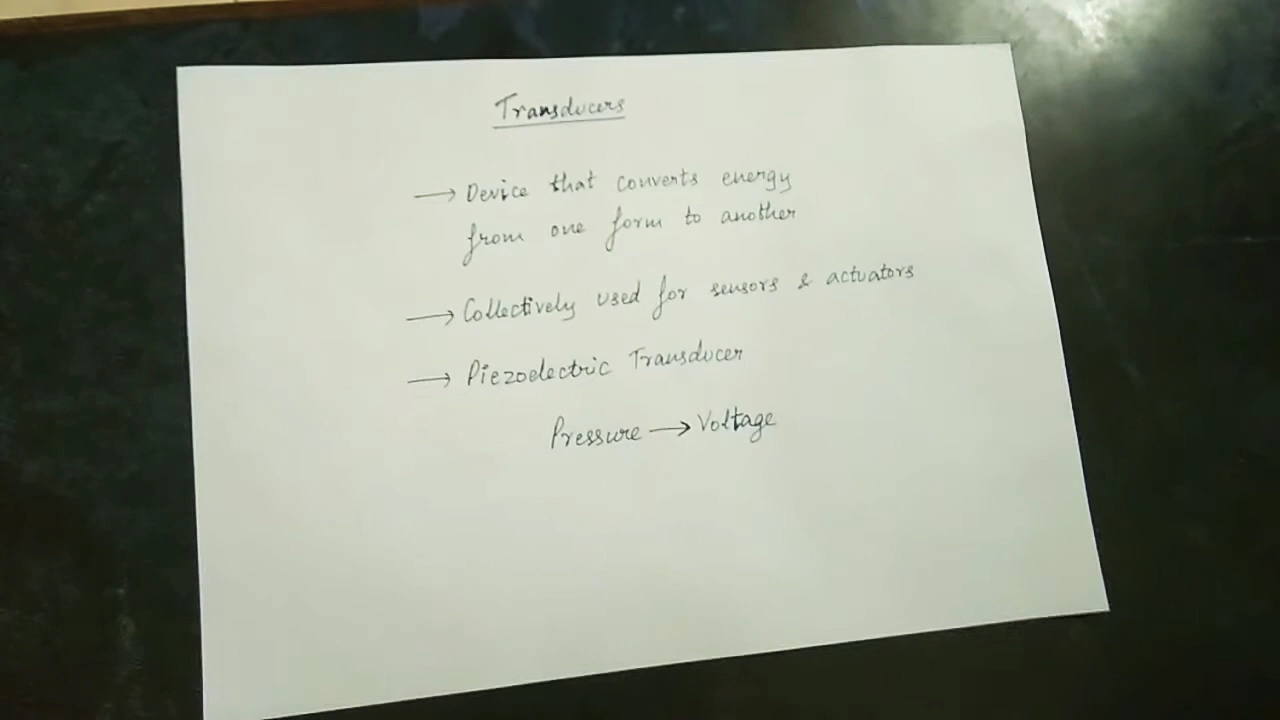 Transducers
→ Device that converts energy
from one form to another
→ Collectively used for sensors & actuators
→ Piezoelectric Transducer
Pressure → Voltage